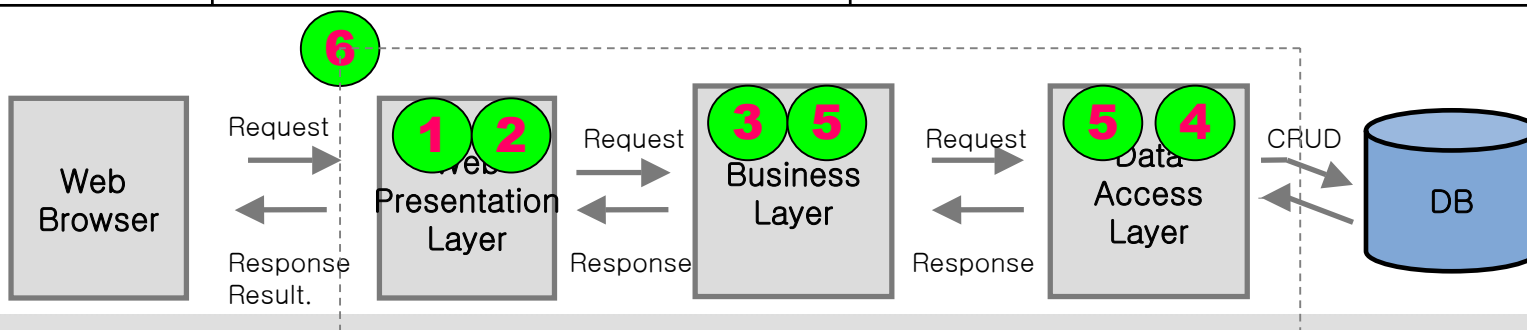 6
Web
Browser
Request
Response
Result.
1 2
Web
Presentation
Layer
Request
Response
3 5
Business
Layer
Request
Response
5 4
Data
Access
Layer
CRUD
DB